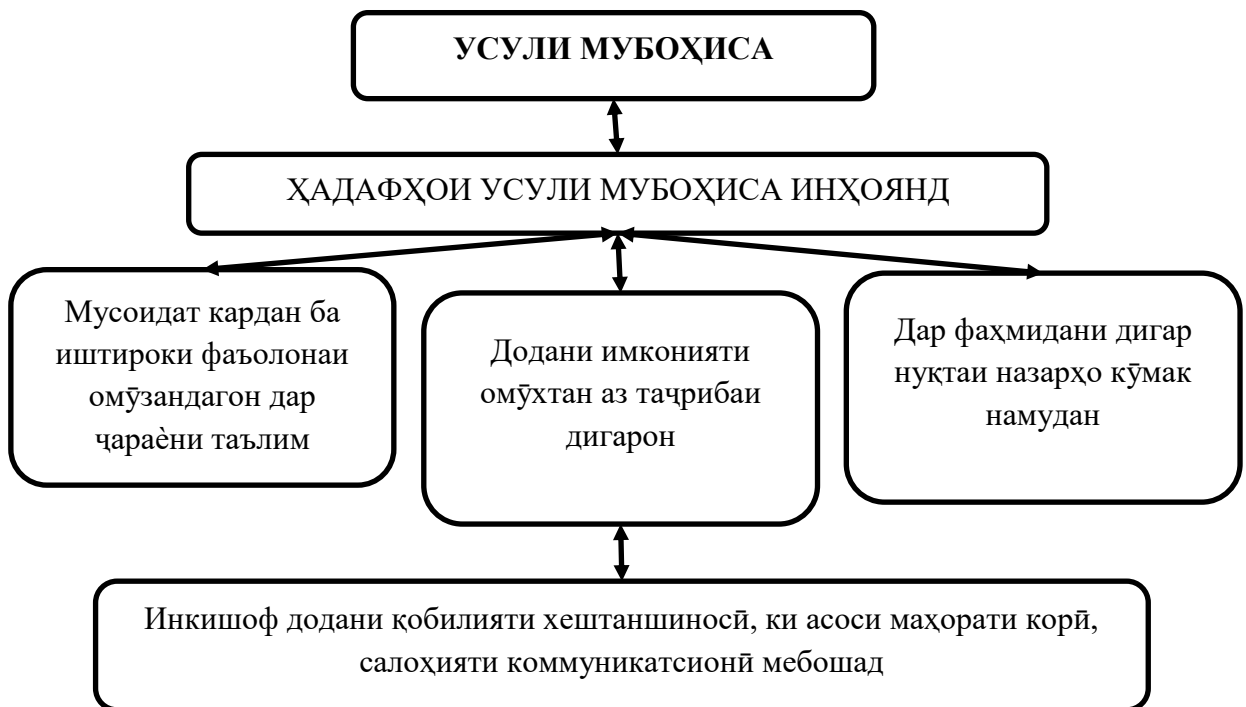 УСУЛИ МУБОҲИСА
ҲАДАФҲОИ УСУЛИ МУБОҲИСА ИНҲОЯНД
Мусоидат кардан ба
иштироки фаъолонаи
омӯзандагон дар
ҷараѐни таълим
Додани имконияти
омӯхтан аз таҷрибаи
дигарон
Дар фаҳмидани дигар
нуқтаи назарҳо кӯмак
намудан
Инкишоф додани қобилияти хештаншиносӣ, ки асоси маҳорати корӣ,
салоҳияти коммуникатсионӣ мебошад